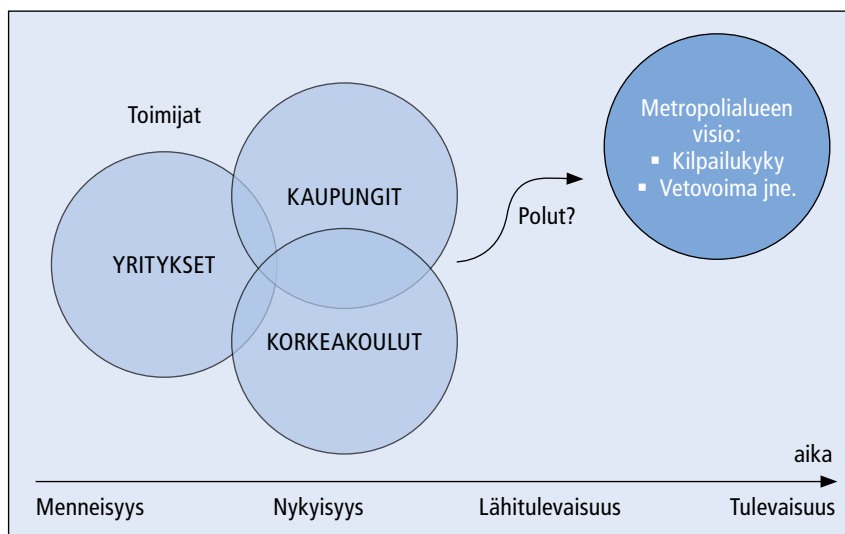 Toimijat
KAUPUNGIT
YRITYKSET
KORKEAKOULUT
Polut?
Metropolialueen
visio:
▪ Kilpailukyky
▪ Vetovoima jne.
aika
Menneisyys Nykyisyys Lähitulevaisuus Tulevaisuus